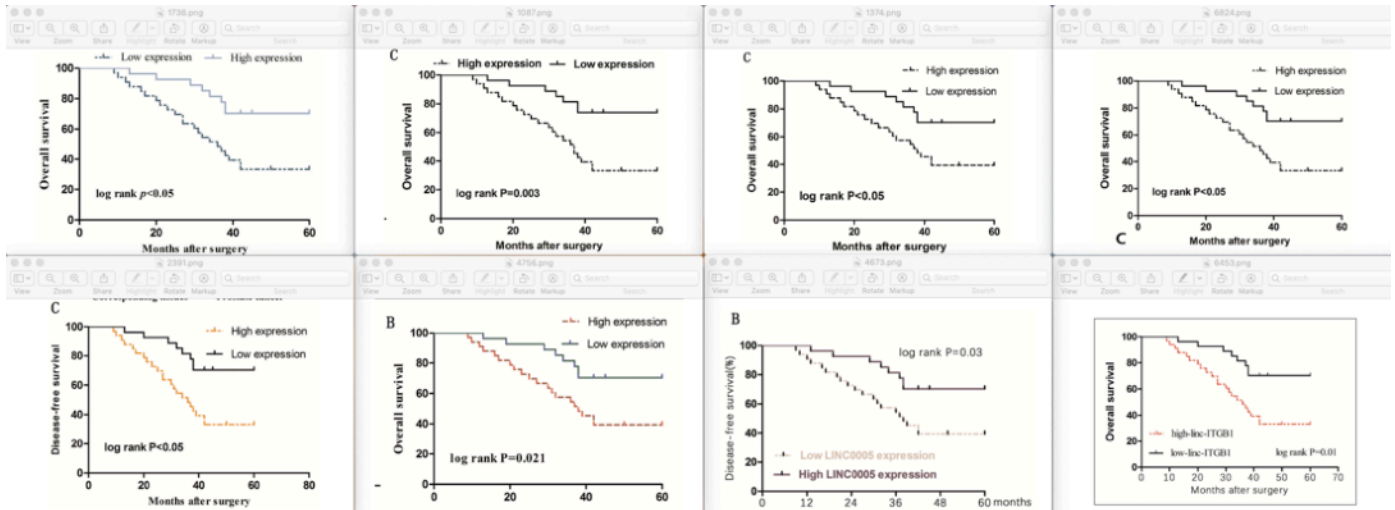 1736.png
View Zoom Share Highlight Rotate Markup Search
Search
Low expression High expression
Overall survival
100
80
60
40
20
0
log rank p<0.05
0 20 40 60
Months after surgery
1087.png
View Zoom Share Highlight Rotate Markup Search
Search
C
High expression Low expression
Overall survival
100
80
60
40
20
0
log rank P=0.003
0 20 40 60
Months after surgery
1374.png
View Zoom Share Highlight Rotate Markup Search
Search
C
High expression
Low expression
Overall survival
100
80
60
40
20
0
log rank P<0.05
0 20 40 60
Months after surgery
6824.png
View Zoom Share Highlight Rotate Markup Search
Search
High expression
Low expression
Overall survival
100
80
60
40
20
0
log rank P<0.05
0 20 40 60
C
Months after surgery
2391.png
View Zoom Share Highlight Rotate Markup Search
Search
C
High expression
Low expression
Disease-free survival
100
80
60
40
20
0
log rank P<0.05
0 20 40 60 80
Months after surgery
4756.png
View Zoom Share Highlight Rotate Markup Search
Search
B
High expression
Low expression
Overall survival
100
80
60
40
20
0
log rank P=0.021
0 20 40 60
4673.png
View Zoom Share Highlight Rotate Markup Search
Search
B
log rank P=0.03
Disease-free survival(%)
100
80
60
40
20
0
Low LINC0005 expression
High LINC0005 expression
0 12 24 36 48 60 months
6453.png
View Zoom Share Highlight Rotate Markup Search
Search
Overall survival
100
80
60
40
20
0
high-linc-ITGB1
low-linc-ITGB1
log rank P=0.01
0 10 20 30 40 50 60 70
Months after surgery